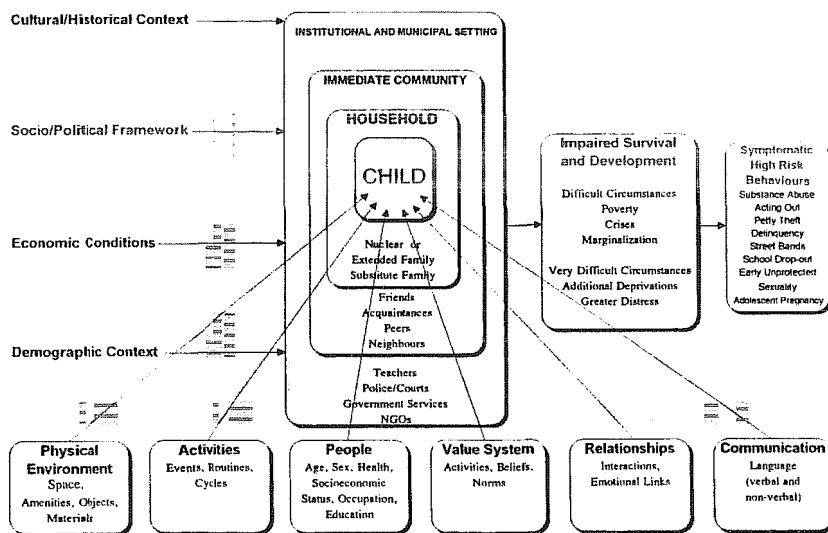 Cultural/Historical Context
Socio/Political Framework
Economic Conditions
Demographic Context
INSTITUTIONAL AND MUNICIPAL SETTING
IMMEDIATE COMMUNITY
HOUSEHOLD
CHILD
Nuclear or
Extended Family
Substitute Family
Friends
Acquaintances
Peers
Neighbours
Teachers
Police/Courts
Government Services
NGOs
Impaired Survival
and Development
Difficult Circumstances
Poverty
Crises
Marginalization
Very Difficult Circumstances
Additional Deprivations
Greater Distress
Symptomatic
High Risk
Behaviours
Substance Abuse
Acting Out
Petty Theft
Delinquency
Street Bands
School Drop-out
Early Unprotected
Sexuality
Adolescent Pregnancy
Physical
Environment
Space,
Amenities, Objects,
Materials
Activities
Events, Routines,
Cycles
People
Age, Sex, Health,
Socioeconomic
Status, Occupation,
Education
Value System
Activities, Beliefs,
Norms
Relationships
Interactions,
Emotional Links
Communication
Language
(verbal and
non-verbal)